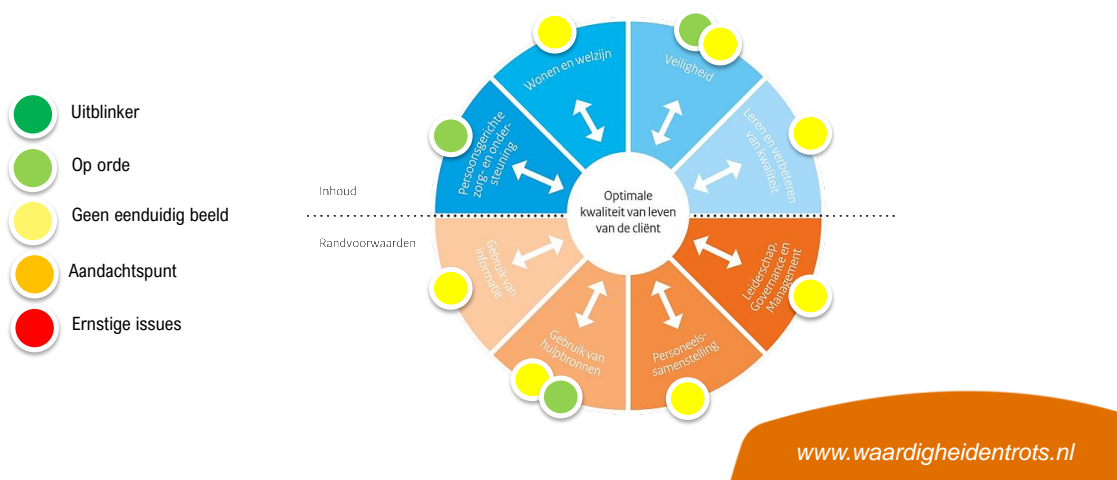 Uitblinker
Op orde
Geen eenduidig beeld
Aandachtspunt
Ernstige issues
Inhoud
Randvoorwaarden
Wonen en welzijn
Veiligheid
Persoonsgerichte
zorg- en onder-
steuning
Leren en verbeteren
van kwaliteit
Optimale
kwaliteit van leven
van de cliënt
Gebruik van
informatie
Leiderschap,
Governance en
Management
Gebruik van
hulpbronnen
Personeels-
samenstelling
www.waardigheidentrots.nl